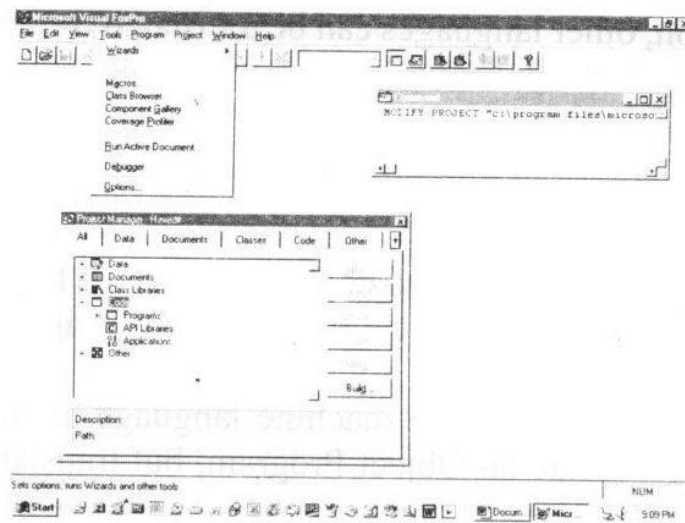 Microsoft Visual FoxPro
File Edit View Tools Program Project Window Help
Wizards
Macros
Class Browser
Component Gallery
Coverage Profiler
Run Active Document
Debugger
Options...
MODIFY PROJECT "c:\program files\microso
Project Manager -
All Data Documents Classes Code Other
Data
Documents
Class Libraries
Code
Programs
API Libraries
Applications
Other
Build...
Description:
Path:
Sets options, runs Wizards and other tools
NUM
Start Docum... Micr... 5:09 PM